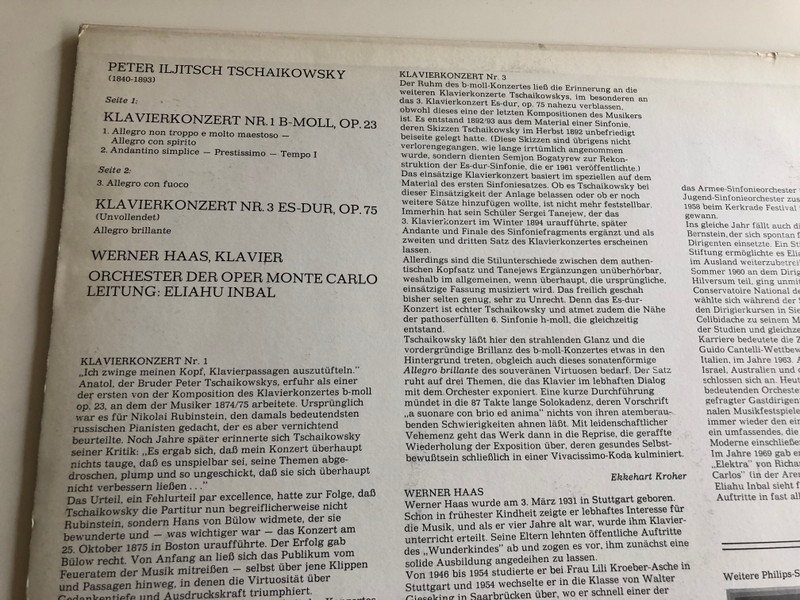 PETER ILJITSCH TSCHAIKOWSKY
(1840-1893)
Seite 1:
KLAVIERKONZERT NR. 1 B-MOLL, OP. 23
1. Allegro non troppo e molto maestoso –
Allegro con spirito
2. Andantino simplice – Prestissimo – Tempo I
Seite 2:
3. Allegro con fuoco
KLAVIERKONZERT NR. 3 ES-DUR, OP. 75
(Unvollendet)
Allegro brillante
WERNER HAAS, KLAVIER
ORCHESTER DER OPER MONTE CARLO
LEITUNG: ELIAHU INBAL
KLAVIERKONZERT Nr. 1
„Ich zwinge meinen Kopf, Klavierpassagen auszutüfteln.“
Anatol, der Bruder Peter Tschaikowskys, erfuhr als einer
der ersten von der Komposition des Klavierkonzertes b-moll
op. 23, an dem der Musiker 1874/75 arbeitete. Ursprünglich
war es für Nikolai Rubinstein, den damals bedeutendsten
russischen Pianisten gedacht, der es aber vernichtend
beurteilte. Noch Jahre später erinnerte sich Tschaikowsky
seiner Kritik: „Es ergab sich, daß mein Konzert überhaupt
nichts tauge, daß es unspielbar sei, seine Themen abge-
droschen, plump und so ungeschickt, daß sie sich überhaupt
nicht verbessern ließen . . .“
Das Urteil, ein Fehlurteil par excellence, hatte zur Folge, daß
Tschaikowsky die Partitur nun begreiflicherweise nicht
Rubinstein, sondern Hans von Bülow widmete, der sie
bewunderte und – was wichtiger war – das Konzert am
25. Oktober 1875 in Boston uraufführte. Der Erfolg gab
Bülow recht. Von Anfang an ließ sich das Publikum vom
Feueratem der Musik mitreißen – selbst über jene Klippen
und Passagen hinweg, in denen die Virtuosität über
Gedankentiefe und Ausdruckskraft triumphiert.
KLAVIERKONZERT Nr. 3
Der Ruhm des b-moll-Konzertes ließ die Erinnerung an die
weiteren Klavierkonzerte Tschaikowskys, im besonderen an
das 3. Klavierkonzert Es-dur, op. 75 nahezu verblassen,
obwohl dieses eine der letzten Kompositionen des Musikers
ist. Es entstand 1892/93 aus dem Material einer Sinfonie,
deren Skizzen Tschaikowsky im Herbst 1892 unbefriedigt
beiseite gelegt hatte. (Diese Skizzen sind übrigens nicht
verlorengegangen, wie lange irrtümlich angenommen
wurde, sondern dienten Semjon Bogatyrew zur Rekon-
struktion der Es-dur-Sinfonie, die er 1961 veröffentlichte.)
Das einsätzige Klavierkonzert basiert im speziellen auf dem
Material des ersten Sinfoniesatzes. Ob es Tschaikowsky bei
dieser Einsätzigkeit der Anlage belassen oder ob er noch
weitere Sätze hinzufügen wollte, ist nicht mehr feststellbar.
Immerhin hat sein Schüler Sergei Tanejew, der das
3. Klavierkonzert im Winter 1894 uraufführte, später
Andante und Finale des Sinfoniefragments ergänzt und als
zweiten und dritten Satz des Klavierkonzertes erscheinen
lassen.
Allerdings sind die Stilunterschiede zwischen dem authen-
tischen Kopfsatz und Tanejews Ergänzungen unüberhörbar,
weshalb im allgemeinen, wenn überhaupt, die ursprüngliche,
einsätzige Fassung musiziert wird. Das freilich geschah
bisher selten genug, sehr zu Unrecht. Denn das Es-dur-
Konzert ist echter Tschaikowsky und atmet zudem die Nähe
der pathoserfüllten 6. Sinfonie h-moll, die gleichzeitig
entstand.
Tschaikowsky läßt hier den strahlenden Glanz und die
vordergründige Brillanz des b-moll-Konzertes etwas in den
Hintergrund treten, obgleich auch dieses sonatenförmige
Allegro brillante des souveränen Virtuosen bedarf. Der Satz
ruht auf drei Themen, die das Klavier im lebhaften Dialog
mit dem Orchester exponiert. Eine kurze Durchführung
mündet in die 87 Takte lange Solokadenz, deren Vorschrift
„a suonare con brio ed anima“ nichts von ihren atemberau-
benden Schwierigkeiten ahnen läßt. Mit leidenschaftlicher
Vehemenz geht das Werk dann in die Reprise, die geraffte
Wiederholung der Exposition über, deren gesundes Selbst-
bewußtsein schließlich in einer Vivacissimo-Koda kulminiert.
Ekkehart Kroher
WERNER HAAS
Werner Haas wurde am 3. März 1931 in Stuttgart geboren.
Schon in frühester Kindheit zeigte er lebhaftes Interesse für
die Musik, und als er vier Jahre alt war, wurde ihm Klavier-
unterricht erteilt. Seine Eltern lehnten öffentliche Auftritte
des „Wunderkindes“ ab und zogen es vor, ihm zunächst eine
solide Ausbildung angedeihen zu lassen.
Von 1946 bis 1954 studierte er bei Frau Lili Kroeber-Asche in
Stuttgart und 1954 wechselte er in die Klasse von Walter
Gieseking in Saarbrücken über, wo er schnell einer der
das Armee-Sinfonieorchester
Jugend-Sinfonieorchester zus
1958 beim Kerkrade Festival
gewann.
Ins gleiche Jahr fällt auch di
Bernstein, der sich spontan f
Dirigenten einsetzte. Ein St
Stiftung ermöglichte es Elia
im Ausland weiterzubetrei
Sommer 1960 an dem Dirig
Hilversum teil, ging unmit
Conservatoire National de
wählte sich während der
den Dirigierkursen in Sie
Celibidache zu seinem M
der Studien und gleichze
Karriere bedeutete die Z
Guido Cantelli-Wettbew
Italien, im Jahre 1963. A
Israel, Australien und d
schlossen sich an. Heut
bedeutenden Orcheste
gefragter Gastdirigen
nalen Musikfestspiele
immer wieder den ein
ein umfassendes, die
Moderne einschließe
Im Jahre 1969 gab er
„Elektra“ von Richa
Carlos“ (in der Aren
Eliahu Inbal sieht f
Auftritte in fast all
Weitere Philips-S